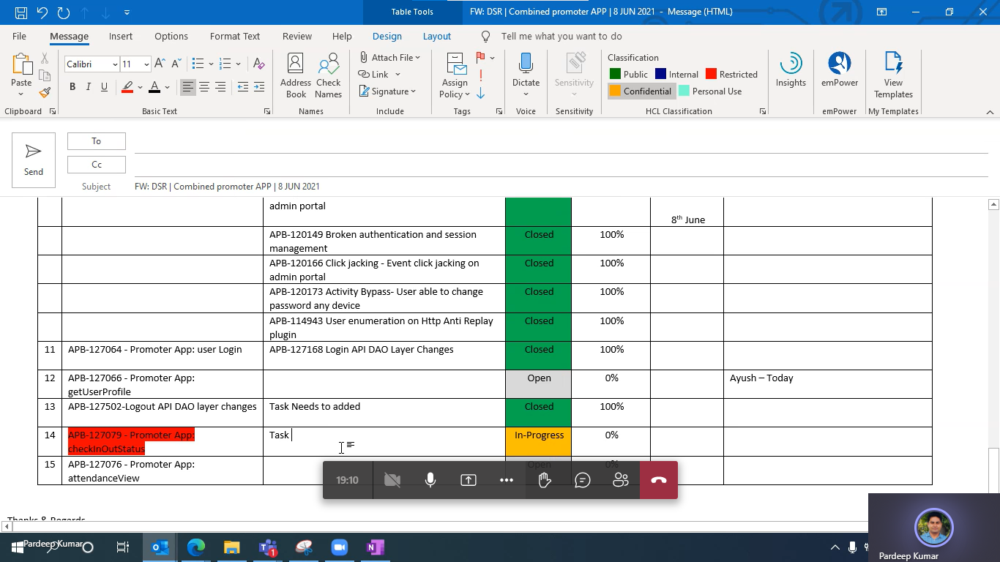 Table Tools
FW: DSR | Combined promoter APP | 8 JUN 2021 - Message (HTML)
File Message Insert Options Format Text Review Help Design Layout Tell me what you want to do
Paste
Clipboard
Calibri 11
B I U
Basic Text
Address Book
Check Names
Names
Attach File
Link
Signature
Include
Assign Policy
Tags
Dictate
Voice
Sensitivity
Sensitivity
Classification
Public Internal Restricted
Confidential Personal Use
HCL Classification
Insights
emPower
emPower
View Templates
My Templates
Send
To
Cc
Subject FW: DSR | Combined promoter APP | 8 JUN 2021
admin portal
8th June
APB-120149 Broken authentication and session management Closed 100%
APB-120166 Click jacking - Event click jacking on admin portal Closed 100%
APB-120173 Activity Bypass- User able to change password any device Closed 100%
APB-114943 User enumeration on Http Anti Replay plugin Closed 100%
11 APB-127064 - Promoter App: user Login APB-127168 Login API DAO Layer Changes Closed 100%
12 APB-127066 - Promoter App: getUserProfile Open 0% Ayush – Today
13 APB-127502-Logout API DAO layer changes Task Needs to added Closed 100%
14 APB-127079 - Promoter App: checkInOutStatus Task In-Progress 0%
15 APB-127076 - Promoter App: attendanceView Open 0%
19:10
Thanks & Regards
Pardeep Kumar
1
Pardeep Kumar